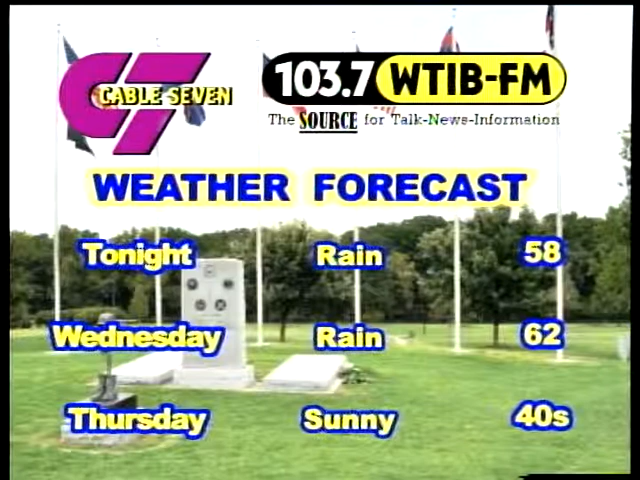 C7
CABLE SEVEN
103.7 WTIB-FM
The SOURCE for Talk-News-Information
WEATHER FORECAST
Tonight Rain 58
Wednesday Rain 62
Thursday Sunny 40s